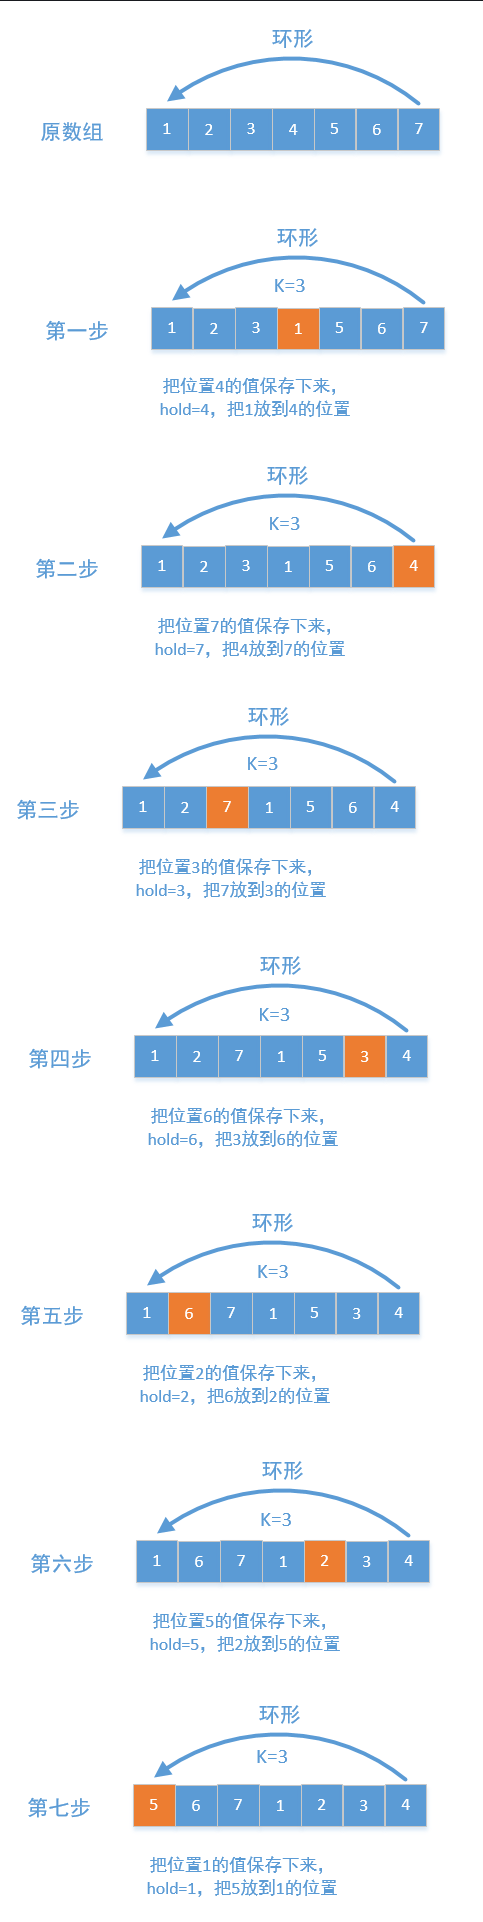 环形
原数组 1 2 3 4 5 6 7
环形
K=3
第一步 1 2 3 1 5 6 7
把位置4的值保存下来，
hold=4，把1放到4的位置
环形
K=3
第二步 1 2 3 1 5 6 4
把位置7的值保存下来，
hold=7，把4放到7的位置
环形
K=3
第三步 1 2 7 1 5 6 4
把位置3的值保存下来，
hold=3，把7放到3的位置
环形
K=3
第四步 1 2 7 1 5 3 4
把位置6的值保存下来，
hold=6，把3放到6的位置
环形
K=3
第五步 1 6 7 1 5 3 4
把位置2的值保存下来，
hold=2，把6放到2的位置
环形
K=3
第六步 1 6 7 1 2 3 4
把位置5的值保存下来，
hold=5，把2放到5的位置
环形
K=3
第七步 5 6 7 1 2 3 4
把位置1的值保存下来，
hold=1，把5放到1的位置